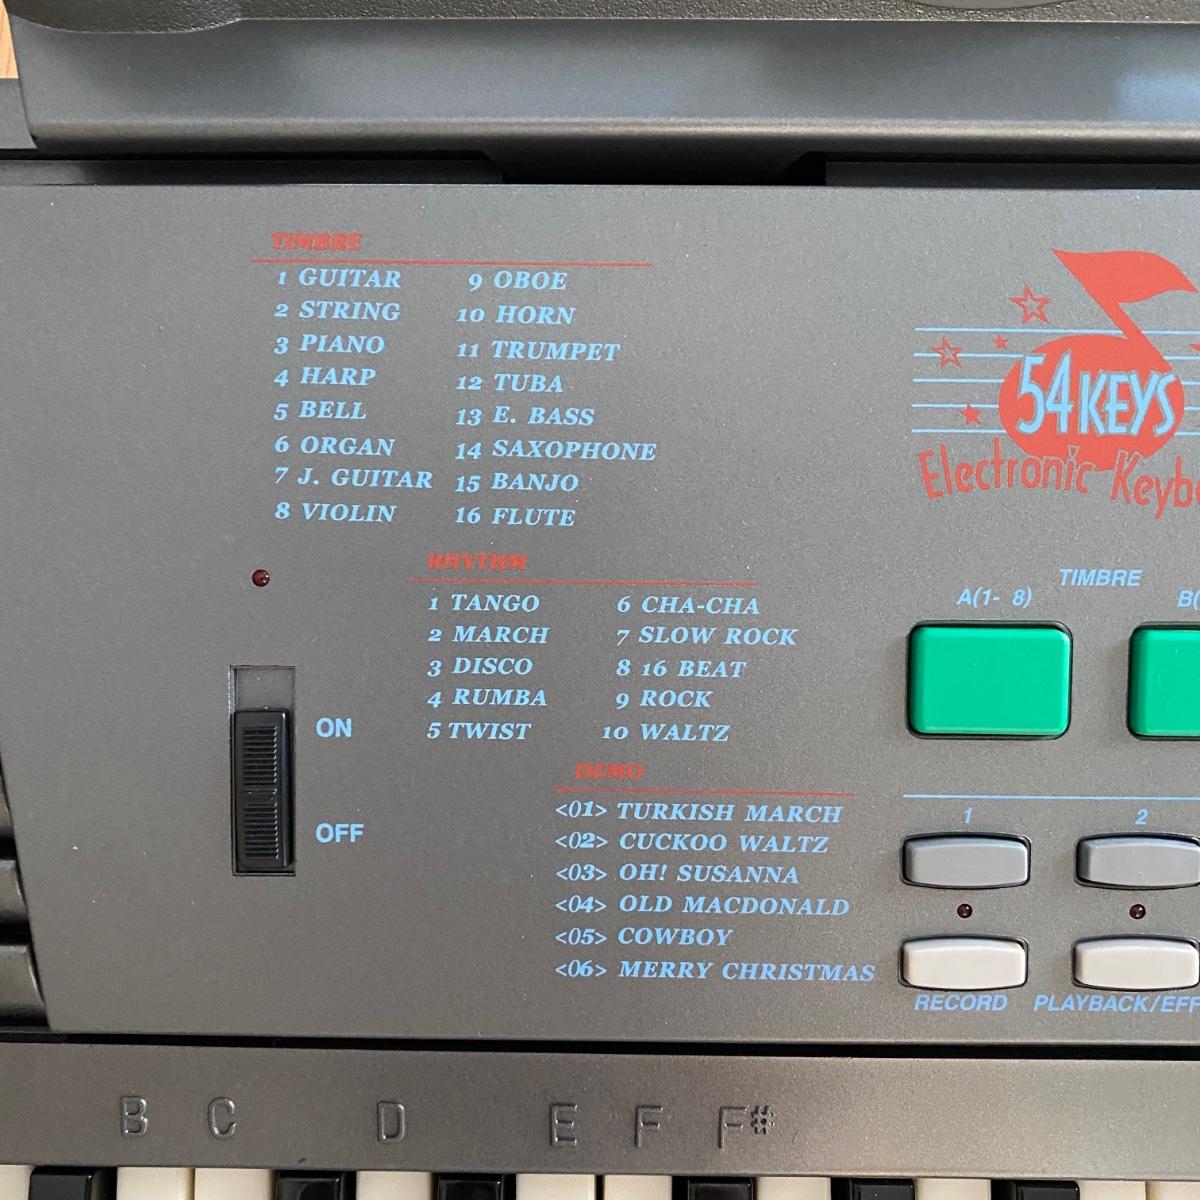 TIMBRE
1 GUITAR
2 STRING
3 PIANO
4 HARP
5 BELL
6 ORGAN
7 J. GUITAR
8 VIOLIN
9 OBOE
10 HORN
11 TRUMPET
12 TUBA
13 E. BASS
14 SAXOPHONE
15 BANJO
16 FLUTE
54 KEYS
Electronic
RHYTHM
1 TANGO
2 MARCH
3 DISCO
4 RUMBA
5 TWIST
6 CHA-CHA
7 SLOW ROCK
8 16 BEAT
9 ROCK
10 WALTZ
TIMBRE
A(1- 8)
ON
OFF
DEMO
<01> TURKISH MARCH
<02> CUCKOO WALTZ
<03> OH! SUSANNA
<04> OLD MACDONALD
<05> COWBOY
<06> MERRY CHRISTMAS
1 2
RECORD
B C D E F F#